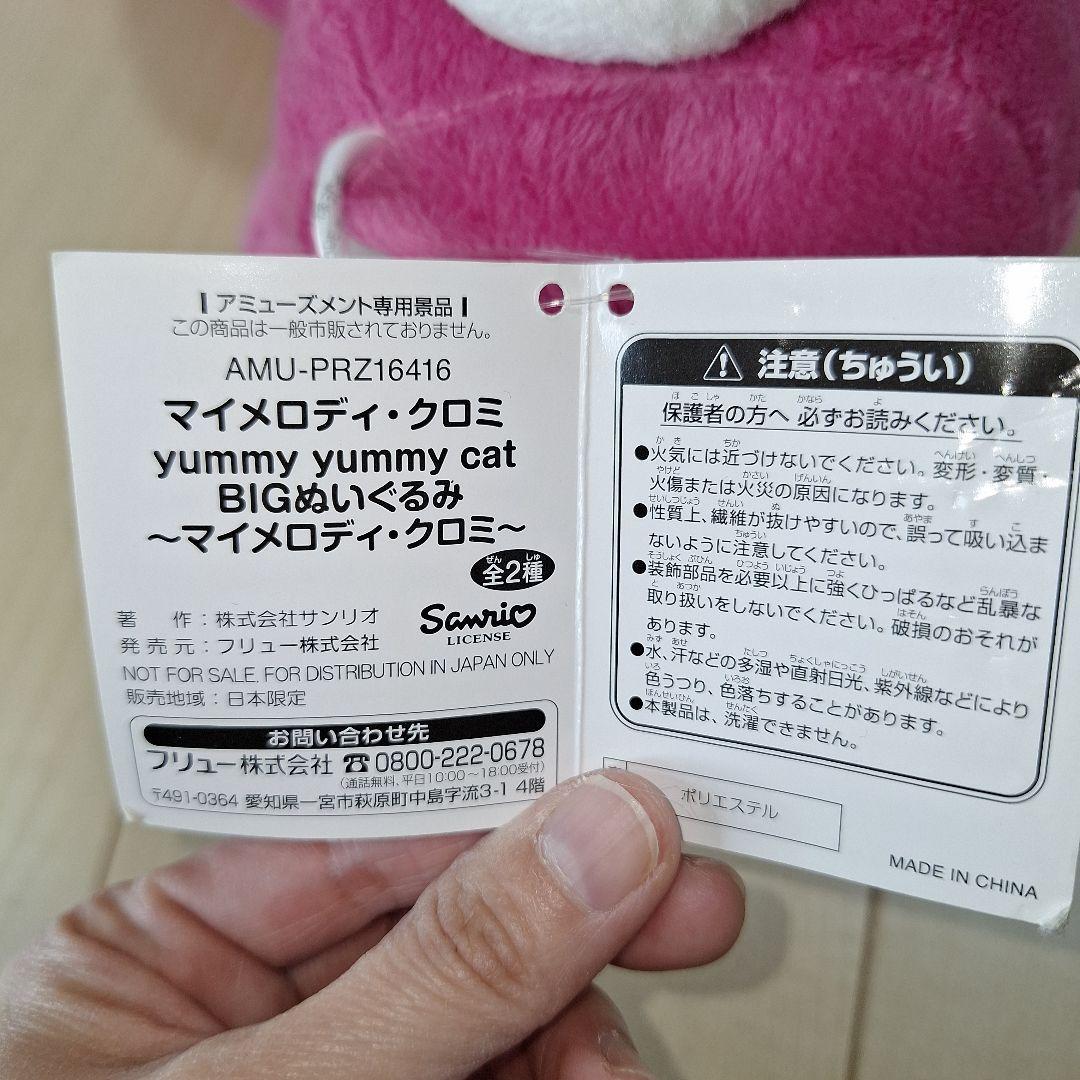 アミューズメント専用景品
この商品は一般市販されておりません。
AMU-PRZ16416
マイメロディ・クロミ
yummy yummy cat
BIGぬいぐるみ
～マイメロディ・クロミ～
全2種
著 作：株式会社サンリオ
発売元：フリュー株式会社
Sanrio
LICENSE
NOT FOR SALE. FOR DISTRIBUTION IN JAPAN ONLY
販売地域：日本限定
お問い合わせ先
フリュー株式会社 ☎0800-222-0678
(通話無料、平日10:00～18:00受付)
〒491-0364 愛知県一宮市萩原町中島字流3-1 4階
⚠ 注意(ちゅうい)
保護者の方へ 必ずお読みください。
●火気には近づけないでください。変形・変質・
火傷または火災の原因になります。
●性質上、繊維が抜けやすいので、誤って吸い込ま
ないように注意してください。
●装飾部品を必要以上に強くひっぱるなど乱暴な
取り扱いをしないでください。破損のおそれが
あります。
●水、汗などの多湿や直射日光、紫外線などにより
色うつり、色落ちすることがあります。
●本製品は、洗濯できません。
ポリエステル
MADE IN CHINA